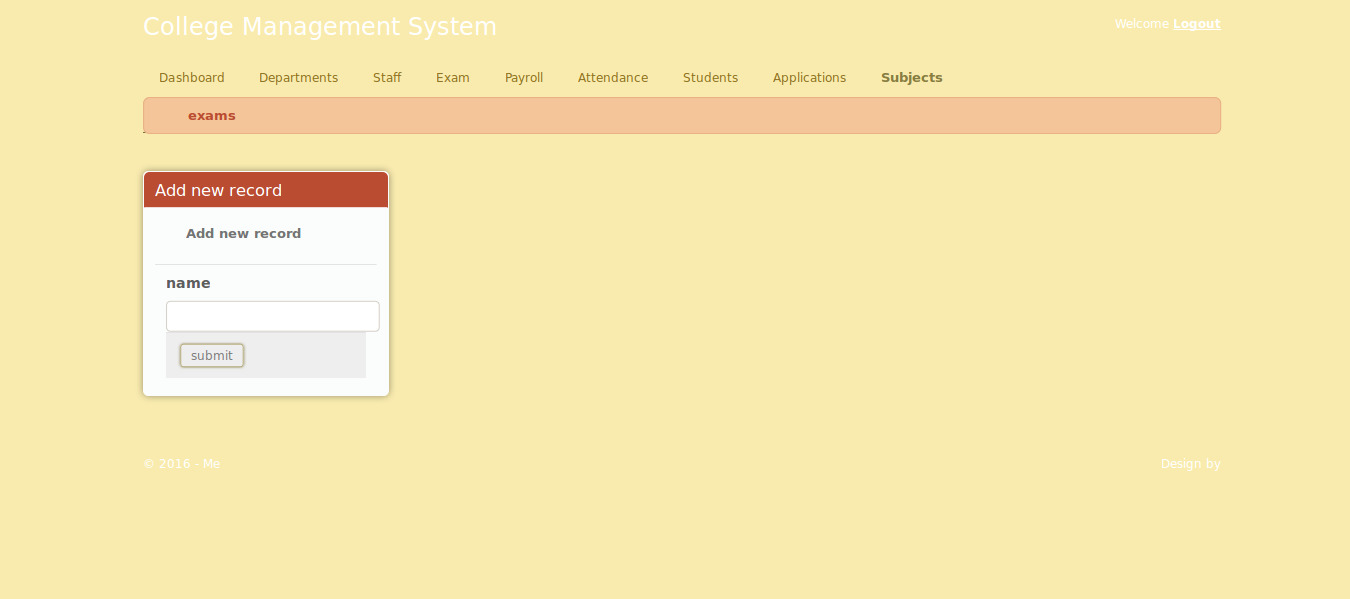 College Management System
Welcome Logout
Dashboard Departments Staff Exam Payroll Attendance Students Applications Subjects
exams
Add new record
Add new record
name
submit
© 2016 - Me
Design by